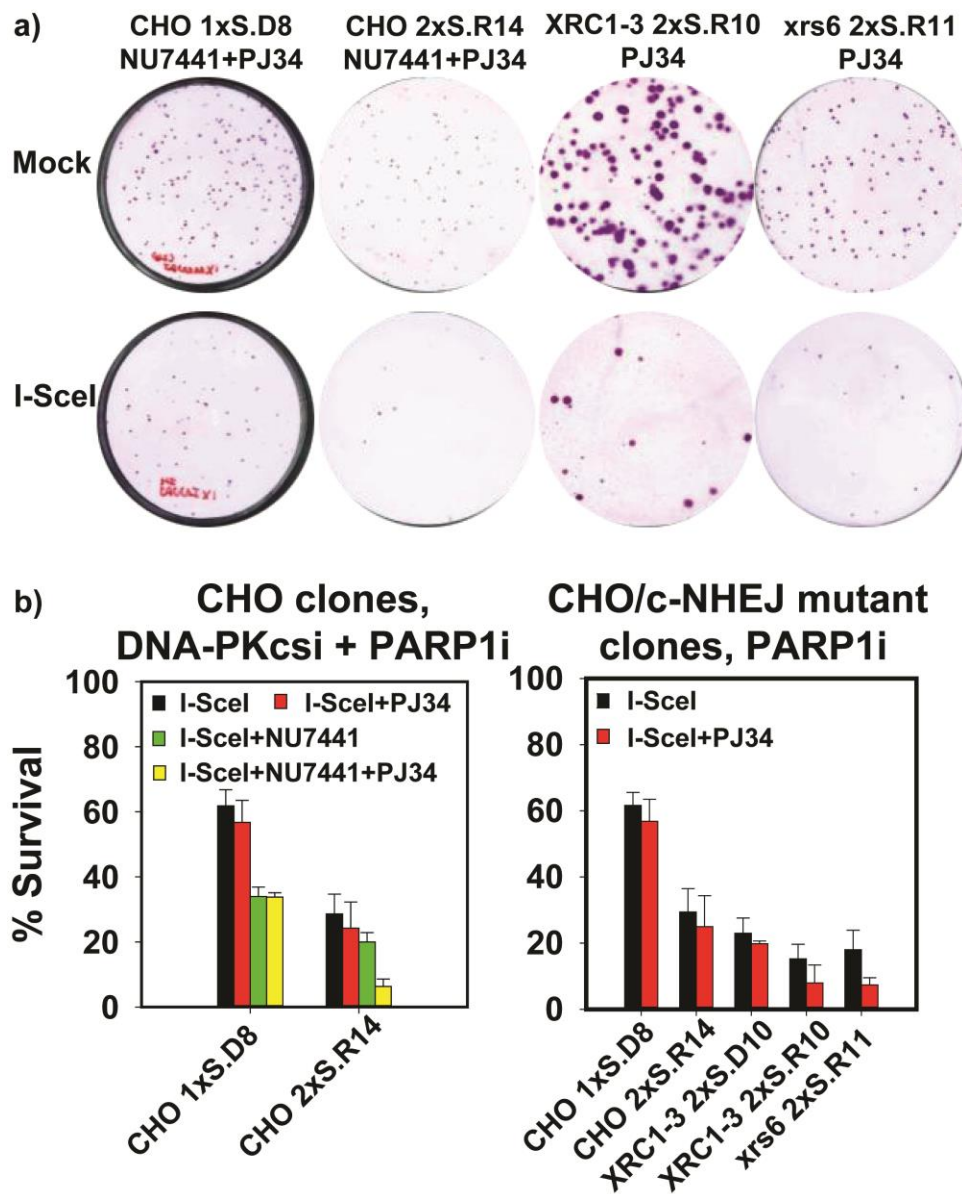 a)
CHO 1xS.D8
NU7441+PJ34
CHO 2xS.R14
NU7441+PJ34
XRC1-3 2xS.R10
PJ34
xrs6 2xS.R11
PJ34
Mock
I-SceI
b)
CHO clones,
DNA-PKcsi + PARP1i
% Survival
100
80
60
40
20
0
I-SceI
I-SceI+PJ34
I-SceI+NU7441
I-SceI+NU7441+PJ34
CHO 1xS.D8
CHO 2xS.R14
CHO/c-NHEJ mutant
clones, PARP1i
100
80
60
40
20
0
I-SceI
I-SceI+PJ34
CHO 1xS.D8
CHO 2xS.R14
XRC1-3 2xS.D10
XRC1-3 2xS.R10
xrs6 2xS.R11